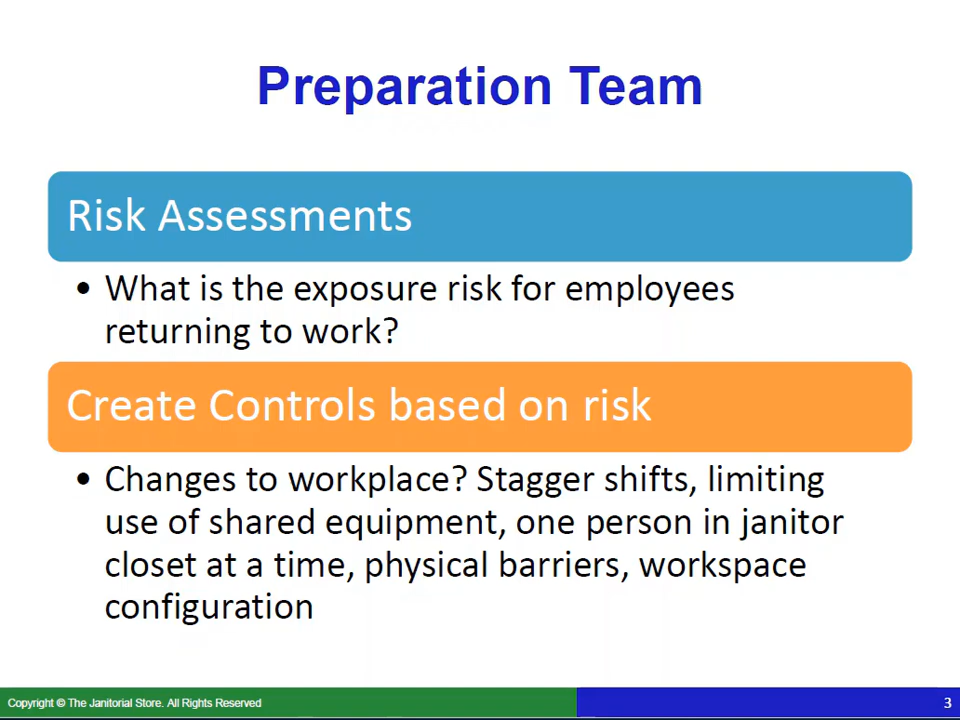 Preparation Team
Risk Assessments
• What is the exposure risk for employees
returning to work?
Create Controls based on risk
• Changes to workplace? Stagger shifts, limiting
use of shared equipment, one person in janitor
closet at a time, physical barriers, workspace
configuration
Copyright © The Janitorial Store. All Rights Reserved
3